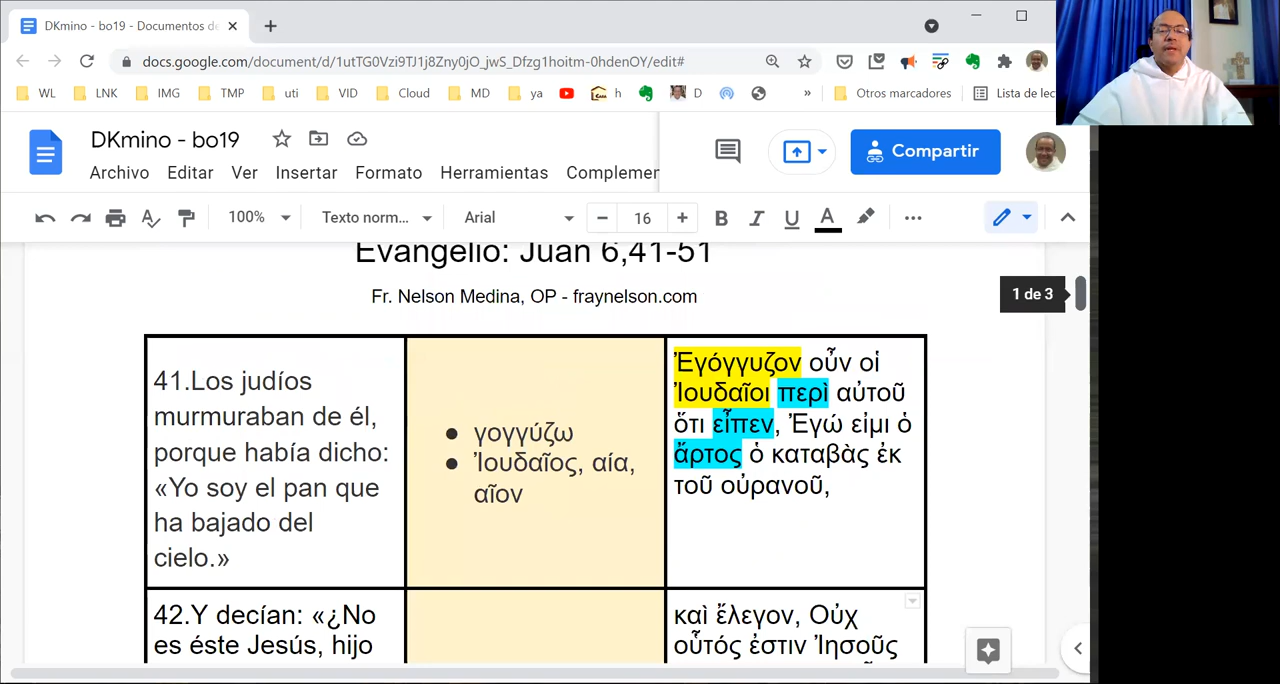 DKmino - bo19 - Documentos de
docs.google.com/document/d/1utTG0Vzi9TJ1j8Zny0jO_jwS_Dfzg1hoitm-0hdenOY/edit#
WL LNK IMG TMP uti VID Cloud MD ya h D » Otros marcadores Lista de lec
DKmino - bo19
Archivo Editar Ver Insertar Formato Herramientas Complemen
Compartir
100% Texto norm... Arial 16 B I U A
Evangelio: Juan 6,41-51
Fr. Nelson Medina, OP - fraynelson.com
1 de 3
41.Los judíos
murmuraban de él,
porque había dicho:
«Yo soy el pan que
ha bajado del
cielo.»
● γογγύζω
● Ἰουδαῖος, αία,
αῖον
Ἐγόγγυζον οὖν οἱ
Ἰουδαῖοι περὶ αὐτοῦ
ὅτι εἶπεν, Ἐγώ εἰμι ὁ
ἄρτος ὁ καταβὰς ἐκ
τοῦ οὐρανοῦ,
42.Y decían: «¿No
es éste Jesús, hijo
καὶ ἔλεγον, Οὐχ
οὗτός ἐστιν Ἰησοῦς